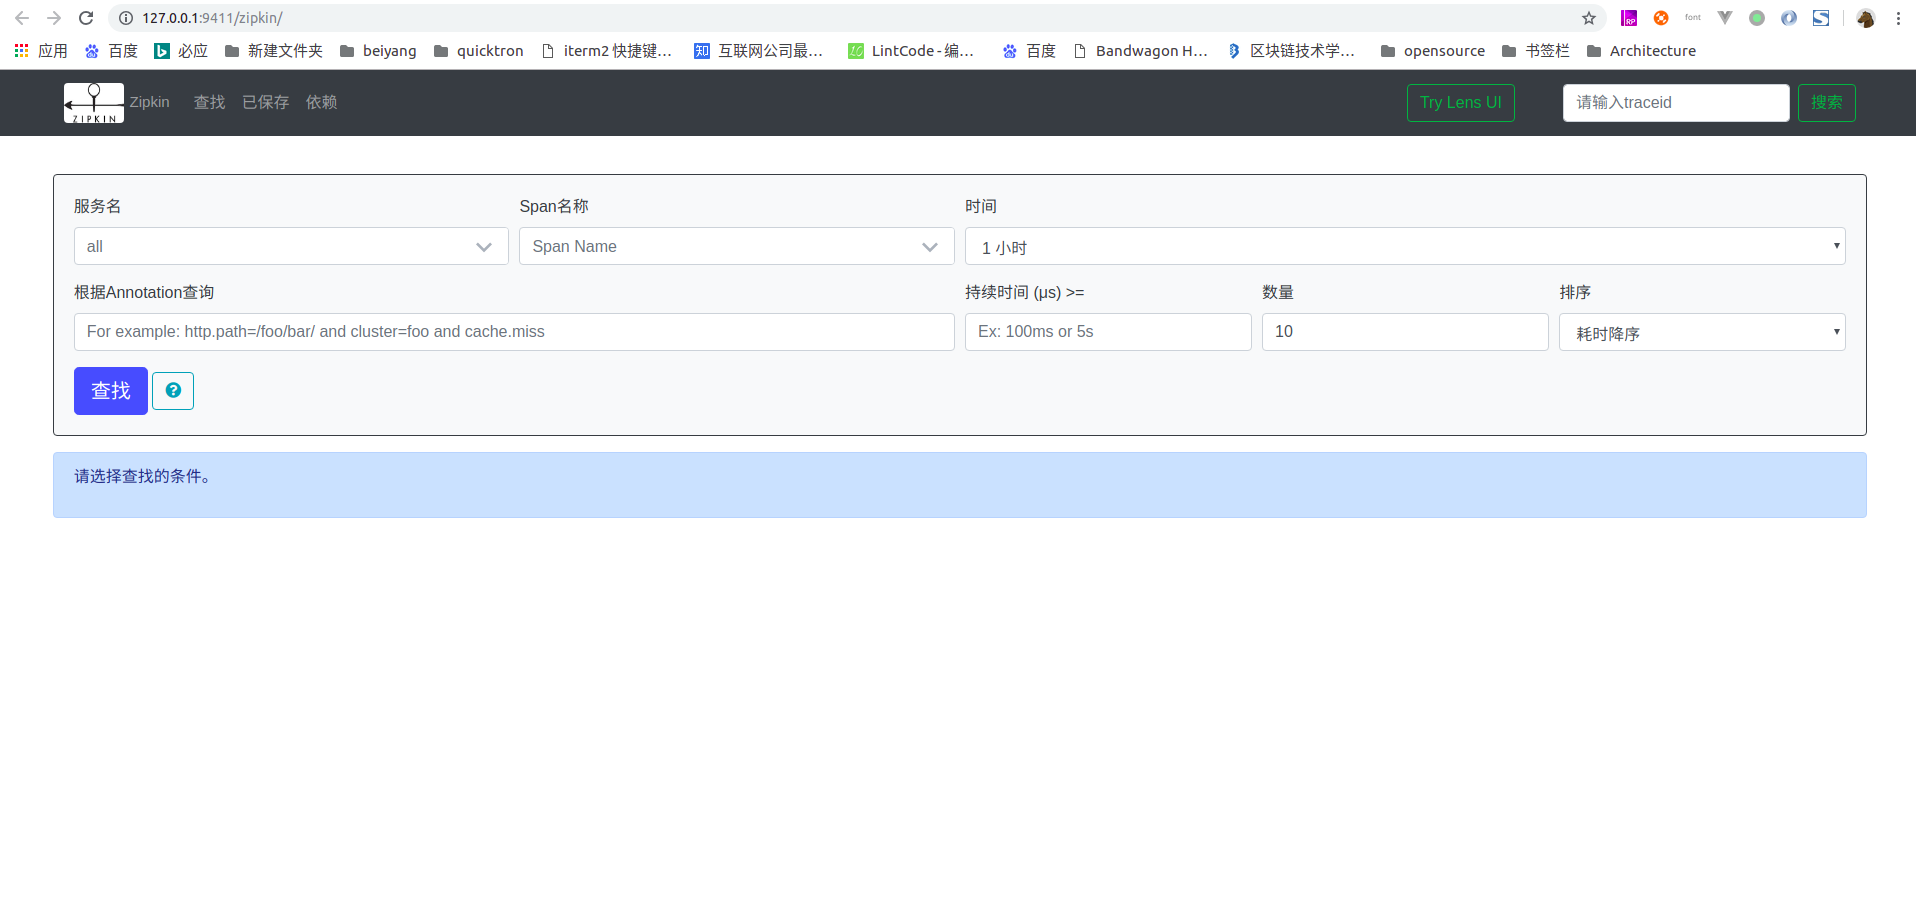 127.0.0.1:9411/zipkin/
font
应用 百度 必应 新建文件夹 beiyang quicktron iterm2 快捷键... 互联网公司最... LintCode - 编... 百度 Bandwagon H... 区块链技术学... opensource 书签栏 Architecture
ZIPKIN Zipkin 查找 已保存 依赖 Try Lens UI 请输入traceid 搜索
服务名 Span名称 时间
all Span Name 1 小时
根据Annotation查询 持续时间 (μs) >= 数量 排序
For example: http.path=/foo/bar/ and cluster=foo and cache.miss Ex: 100ms or 5s 10 耗时降序
查找 ?
请选择查找的条件。